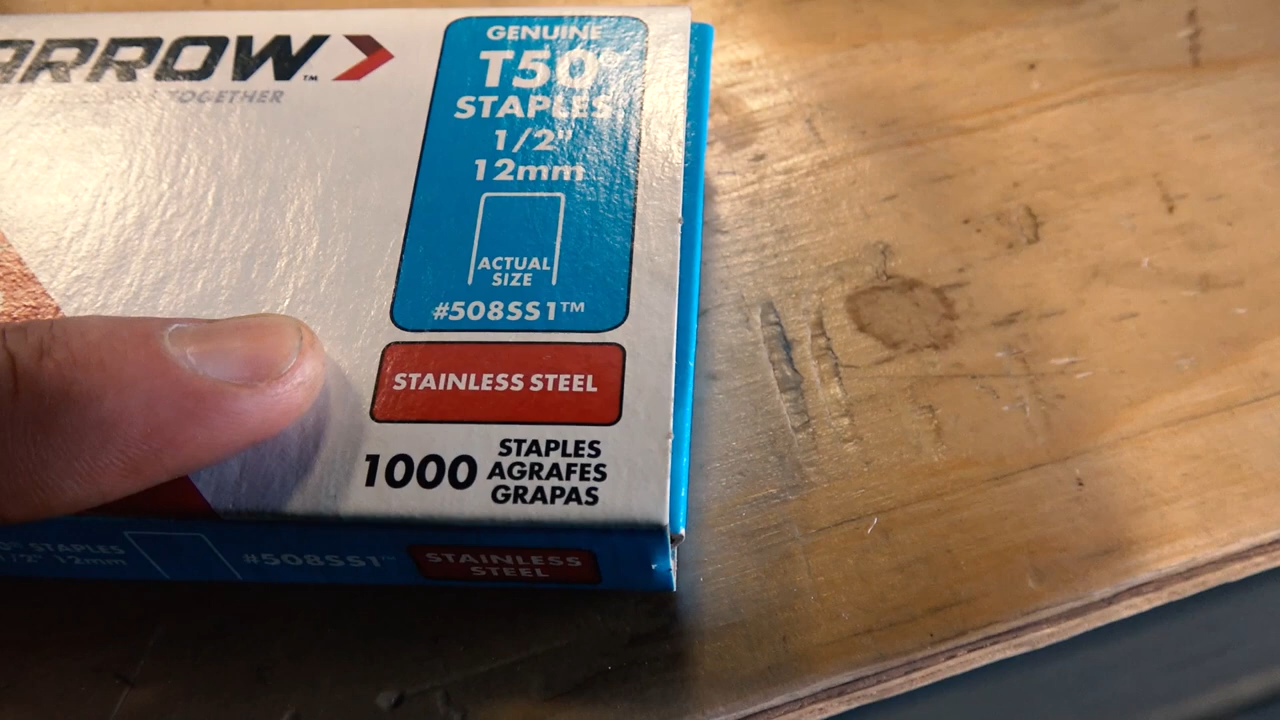 ARROW™
TOGETHER
GENUINE
T50®
STAPLES
1/2"
12mm
ACTUAL
SIZE
#508SS1™
STAINLESS STEEL
1000 STAPLES
AGRAFES
GRAPAS
STAPLES
1/2" 12mm
#508SS1™
STAINLESS
STEEL